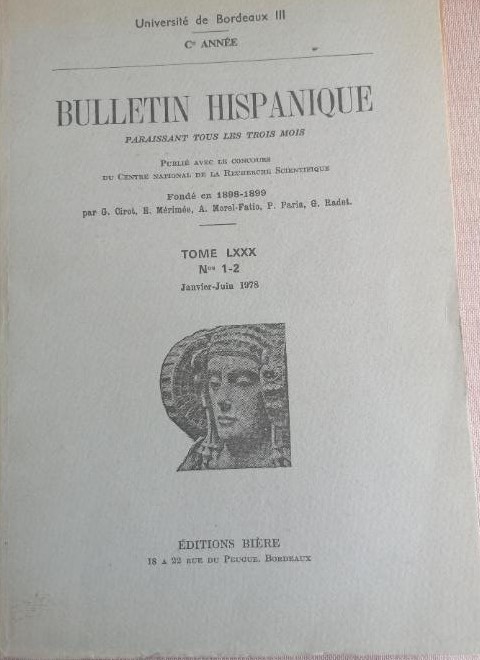 Université de Bordeaux III
Cᵉ ANNÉE
BULLETIN HISPANIQUE
PARAISSANT TOUS LES TROIS MOIS
PUBLIÉ AVEC LE CONCOURS
DU CENTRE NATIONAL DE LA RECHERCHE SCIENTIFIQUE
Fondé en 1898-1899
par G. Cirot, E. Mérimée, A. Morel-Fatio, P. Paris, G. Radet.
TOME LXXX
Nᵒˢ 1-2
Janvier-Juin 1978
ÉDITIONS BIÈRE
18 A 22 RUE DU PEUGUE, BORDEAUX